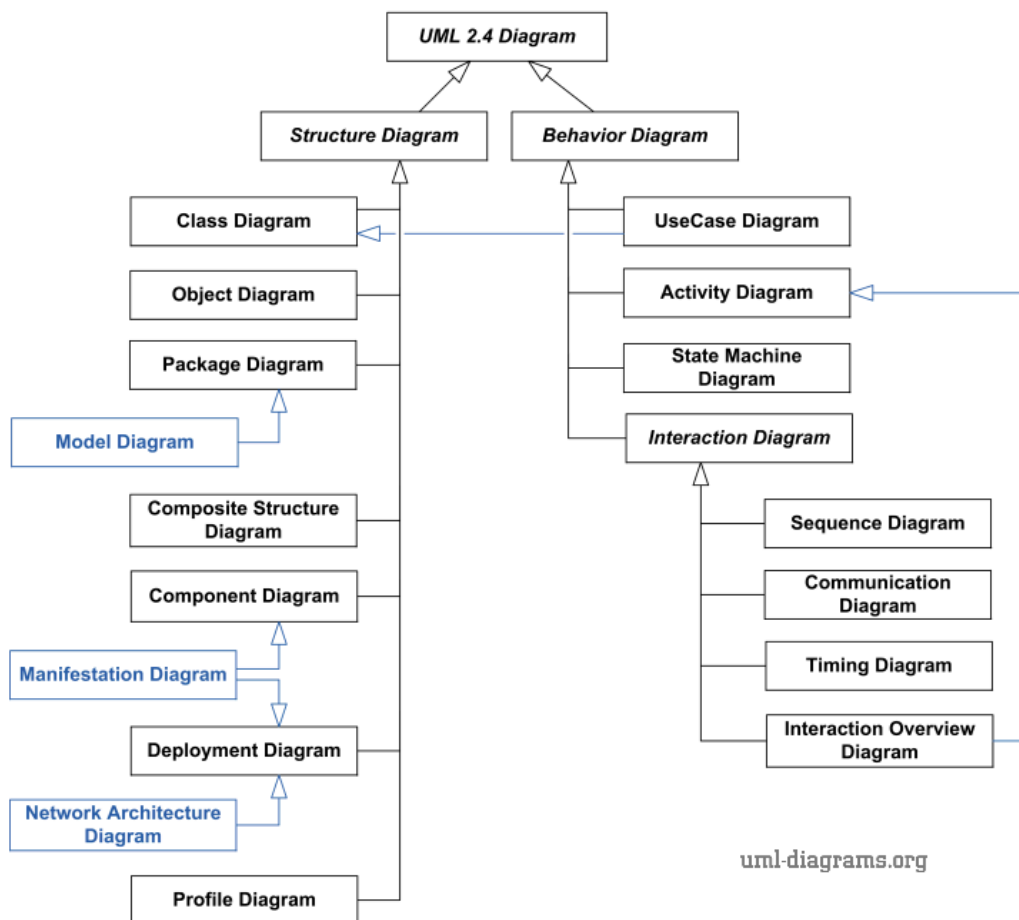 UML 2.4 Diagram
Structure Diagram
Behavior Diagram
Class Diagram
UseCase Diagram
Object Diagram
Activity Diagram
Package Diagram
State Machine
Diagram
Model Diagram
Interaction Diagram
Composite Structure
Diagram
Sequence Diagram
Component Diagram
Communication
Diagram
Manifestation Diagram
Timing Diagram
Deployment Diagram
Interaction Overview
Diagram
Network Architecture
Diagram
uml-diagrams.org
Profile Diagram